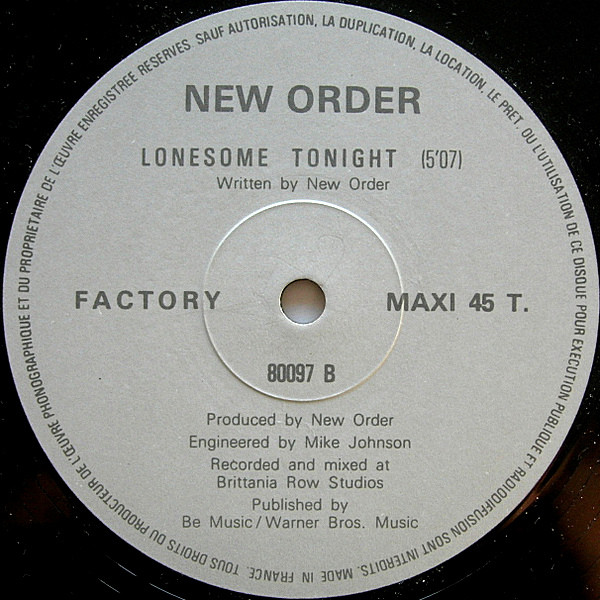 NEW ORDER
LONESOME TONIGHT (5'07)
Written by New Order
FACTORY
MAXI 45 T.
80097 B
Produced by New Order
Engineered by Mike Johnson
Recorded and mixed at
Brittania Row Studios
Published by
Be Music/Warner Bros. Music
TOUS DROITS DU PRODUCTEUR DE L'ŒUVRE PHONOGRAPHIQUE ET DU PROPRIETAIRE DE L'ŒUVRE ENREGISTREE RESERVES. SAUF AUTORISATION, LA DUPLICATION, LA LOCATION, LE PRET, OU L'UTILISATION DE CE DISQUE POUR EXECUTION PUBLIQUE ET RADIODIFFUSION SONT INTERDITS. MADE IN FRANCE.